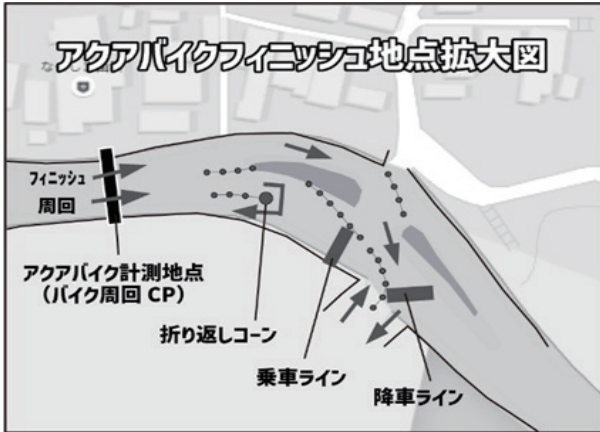 アクアバイクフィニッシュ地点拡大図
フィニッシュ
周回
アクアバイク計測地点
(バイク周回 CP)
折り返しコーン
乗車ライン
降車ライン